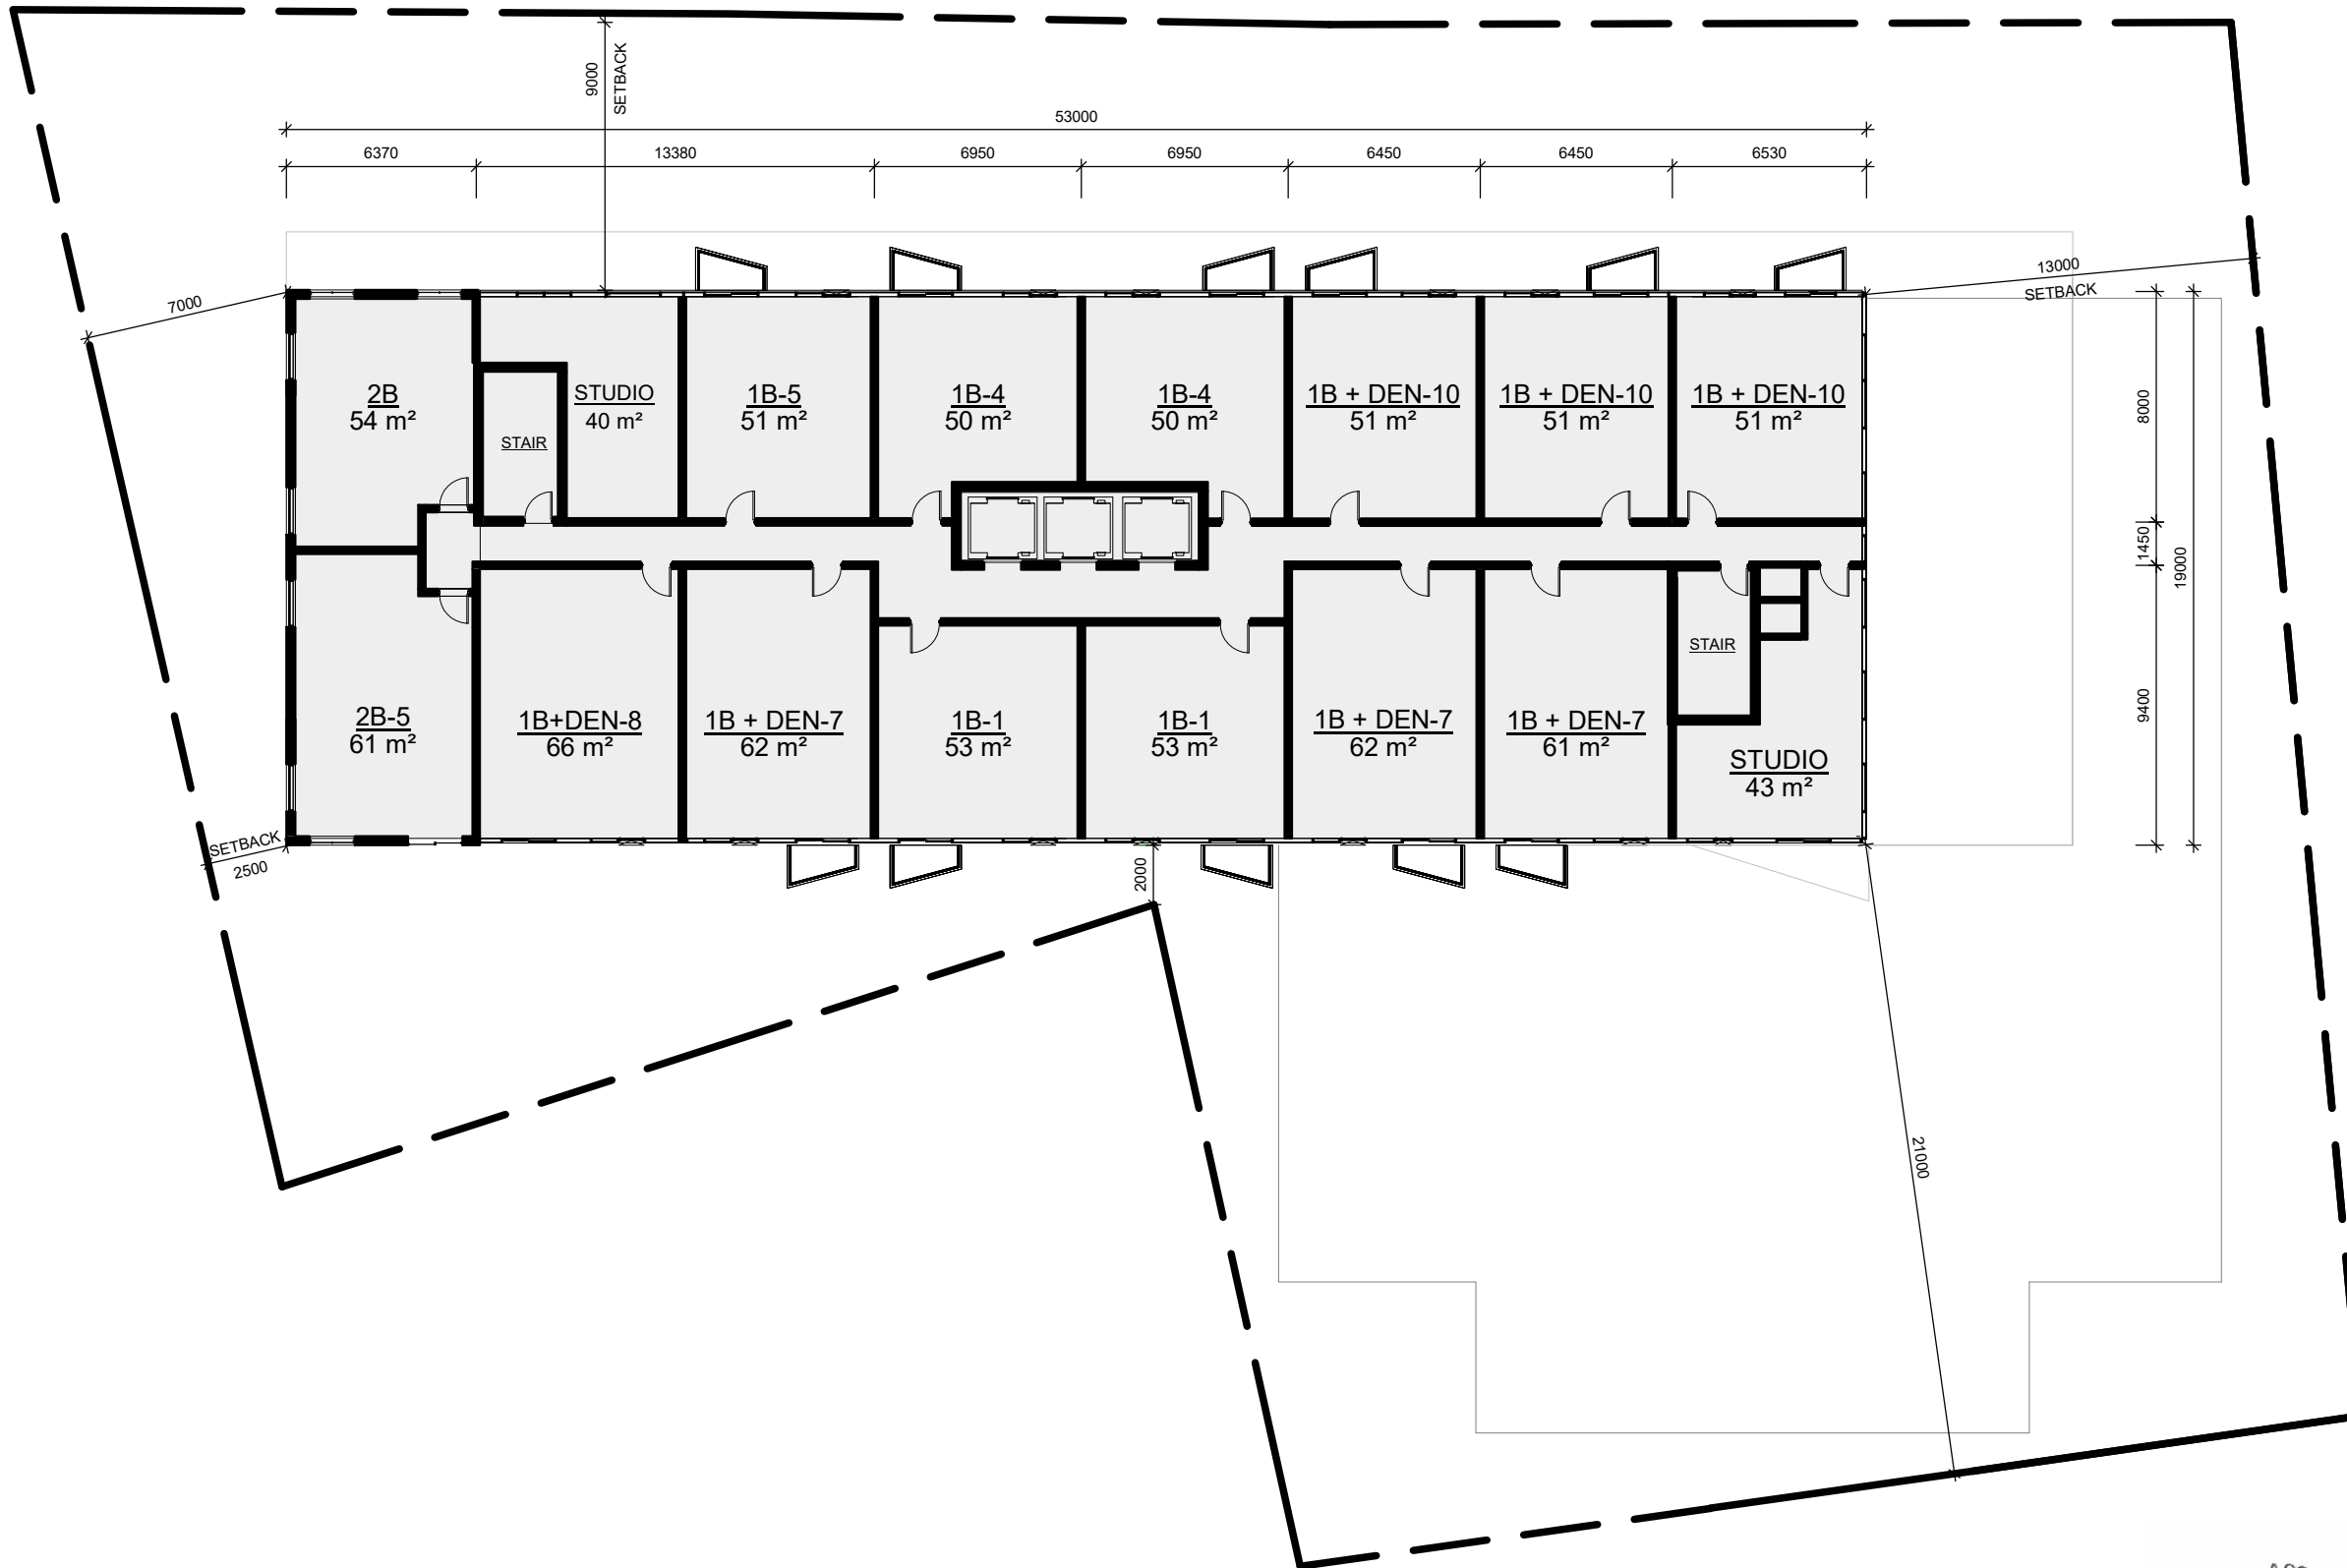 9000
SETBACK
53000
6370
13380
6950
6950
6450
6450
6530
7000
13000
SETBACK
2B
54 m²
STAIR
STUDIO
40 m²
1B-5
51 m²
1B-4
50 m²
1B-4
50 m²
1B + DEN-10
51 m²
1B + DEN-10
51 m²
1B + DEN-10
51 m²
8000
1450
19000
9400
2B-5
61 m²
1B+DEN-8
66 m²
1B + DEN-7
62 m²
1B-1
53 m²
1B-1
53 m²
1B + DEN-7
62 m²
1B + DEN-7
61 m²
STAIR
STUDIO
43 m²
SETBACK
2500
2000
21000